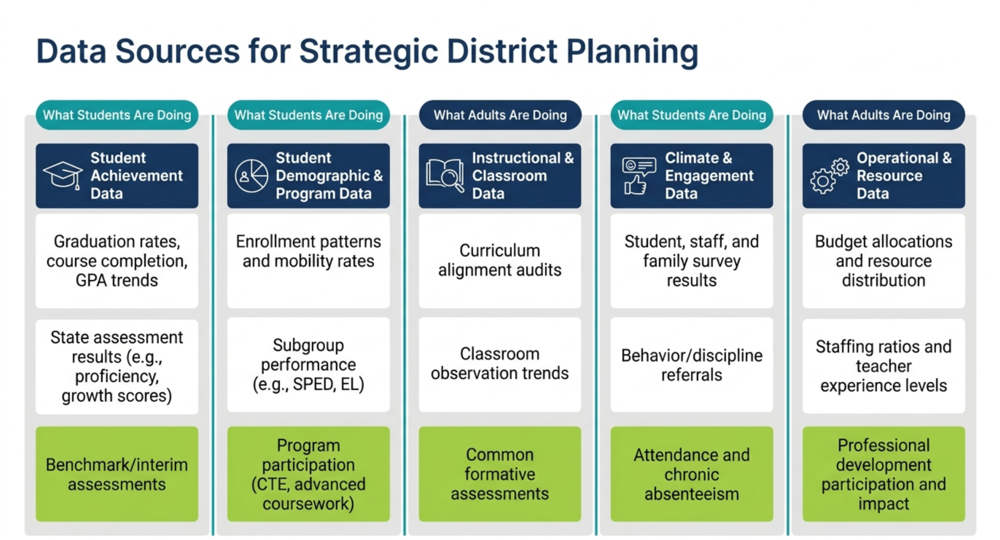 Data Sources for Strategic District Planning
What Students Are Doing
Student
Achievement
Data
Graduation rates,
course completion,
GPA trends
State assessment
results (e.g.,
proficiency,
growth scores)
Benchmark/interim
assessments
What Students Are Doing
Student
Demographic &
Program Data
Enrollment patterns
and mobility rates
Subgroup
performance
(e.g., SPED, EL)
Program
participation
(CTE, advanced
coursework)
What Adults Are Doing
Instructional &
Classroom
Data
Curriculum
alignment audits
Classroom
observation trends
Common
formative
assessments
What Students Are Doing
Climate &
Engagement
Data
Student, staff, and
family survey
results
Behavior/discipline
referrals
Attendance and
chronic
absenteeism
What Adults Are Doing
Operational &
Resource
Data
Budget allocations
and resource
distribution
Staffing ratios and
teacher
experience levels
Professional
development
participation and
impact